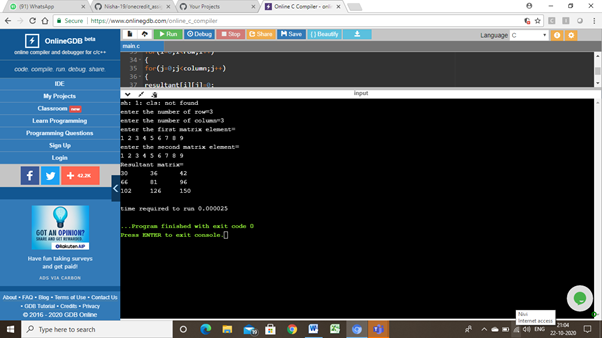 (91) WhatsApp
Nisha-19/onecredit_ass
Your Projects
Online C Compiler - onli
Secure https://www.onlinegdb.com/online_c_compiler
OnlineGDB beta
online compiler and debugger for c/c++
code. compile. run. debug. share.
IDE
My Projects
Classroom new
Learn Programming
Programming Questions
Sign Up
Login
42.2K
GOT AN OPINION?
SHARE AND GET REWARDED.
Rakuten AIP
Have fun taking surveys
and get paid!
ADS VIA CARBON
About • FAQ • Blog • Terms of Use • Contact Us
• GDB Tutorial • Credits • Privacy
© 2016 - 2020 GDB Online
Run Debug Stop Share Save { } Beautify
Language C
main.c
34 {
35 for(j=0;j<column;j++)
36 {
37 resultant[i][j]=0;
input
sh: 1: cls: not found
enter the number of row=3
enter the number of column=3
enter the first matrix element=
1 2 3 4 5 6 7 8 9
enter the second matrix element=
1 2 3 4 5 6 7 8 9
Resultant matrix=
30 36 42
66 81 96
102 126 150
time required to run 0.000025
...Program finished with exit code 0
Press ENTER to exit console.
Internet access
Type here to search
ENG
21:04
22-10-2020